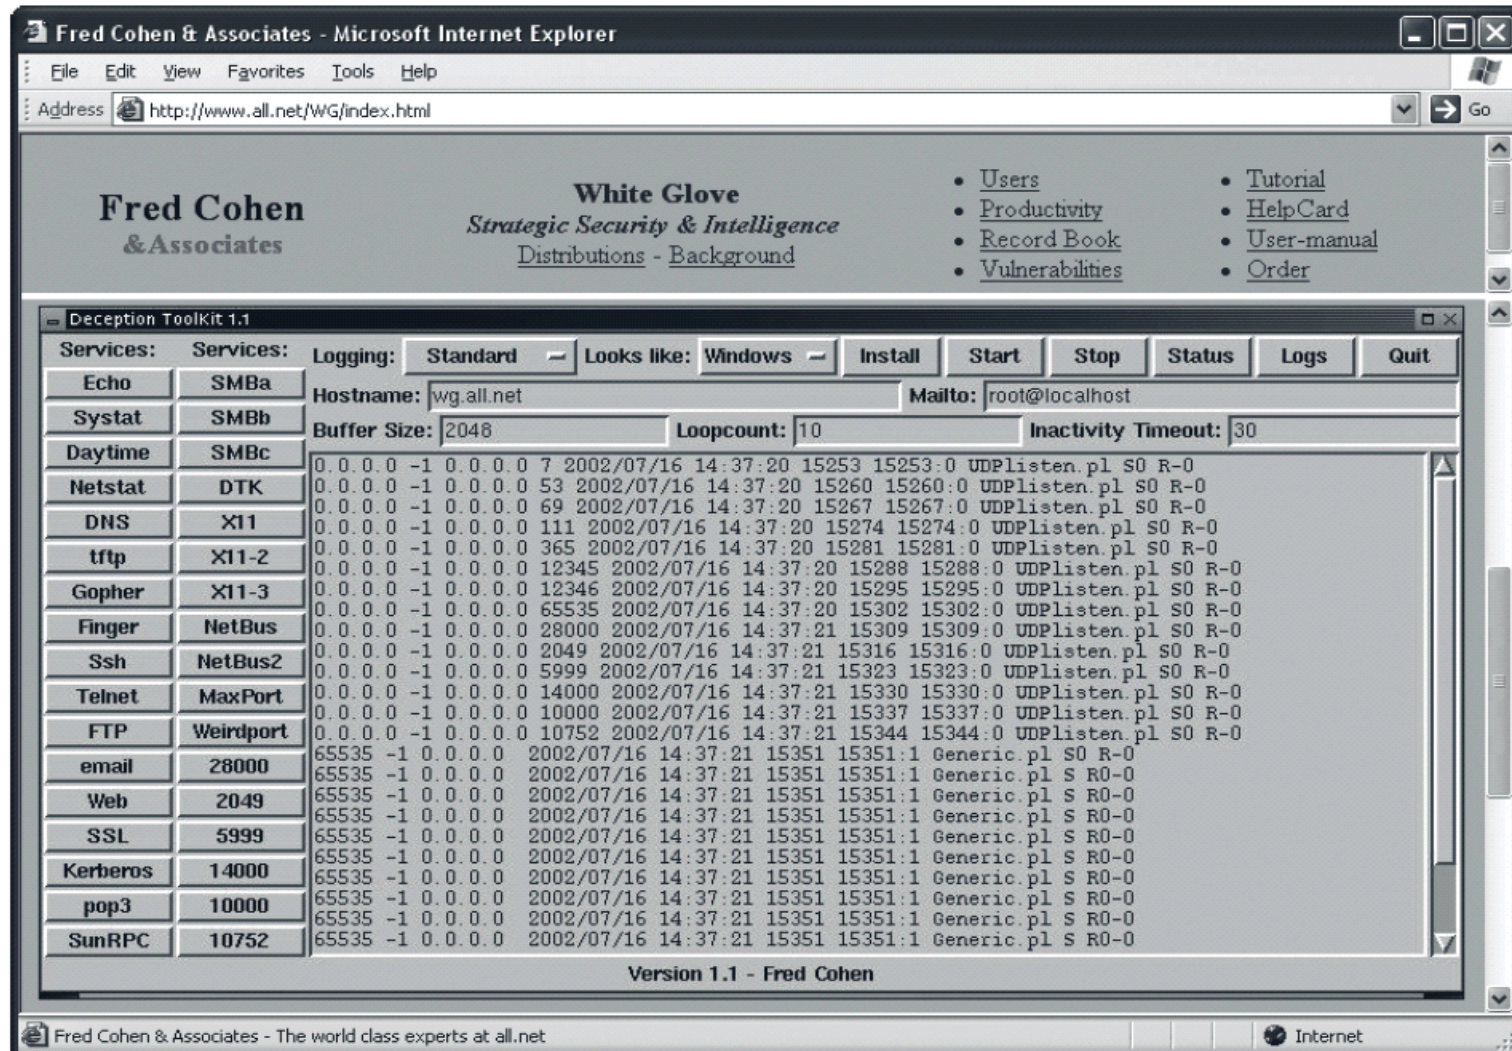 Fred Cohen & Associates - Microsoft Internet Explorer
File Edit View Favorites Tools Help
Address http://www.all.net/WG/index.html Go
Fred Cohen
&Associates
White Glove
Strategic Security & Intelligence
Distributions - Background
Users
Productivity
Record Book
Vulnerabilities
Tutorial
HelpCard
User-manual
Order
Deception ToolKit 1.1
Services: Services:
Echo SMBa
Systat SMBb
Daytime SMBc
Netstat DTK
DNS X11
tftp X11-2
Gopher X11-3
Finger NetBus
Ssh NetBus2
Telnet MaxPort
FTP Weirdport
email 28000
Web 2049
SSL 5999
Kerberos 14000
pop3 10000
SunRPC 10752
Logging: Standard Looks like: Windows Install Start Stop Status Logs Quit
Hostname: wg.all.net Mailto: root@localhost
Buffer Size: 2048 Loopcount: 10 Inactivity Timeout: 30
0.0.0.0 -1 0.0.0.0 7 2002/07/16 14:37:20 15253 15253:0 UDPlisten.pl S0 R-0
0.0.0.0 -1 0.0.0.0 53 2002/07/16 14:37:20 15260 15260:0 UDPlisten.pl S0 R-0
0.0.0.0 -1 0.0.0.0 69 2002/07/16 14:37:20 15267 15267:0 UDPlisten.pl S0 R-0
0.0.0.0 -1 0.0.0.0 111 2002/07/16 14:37:20 15274 15274:0 UDPlisten.pl S0 R-0
0.0.0.0 -1 0.0.0.0 365 2002/07/16 14:37:20 15281 15281:0 UDPlisten.pl S0 R-0
0.0.0.0 -1 0.0.0.0 12345 2002/07/16 14:37:20 15288 15288:0 UDPlisten.pl S0 R-0
0.0.0.0 -1 0.0.0.0 12346 2002/07/16 14:37:20 15295 15295:0 UDPlisten.pl S0 R-0
0.0.0.0 -1 0.0.0.0 65535 2002/07/16 14:37:20 15302 15302:0 UDPlisten.pl S0 R-0
0.0.0.0 -1 0.0.0.0 28000 2002/07/16 14:37:21 15309 15309:0 UDPlisten.pl S0 R-0
0.0.0.0 -1 0.0.0.0 2049 2002/07/16 14:37:21 15316 15316:0 UDPlisten.pl S0 R-0
0.0.0.0 -1 0.0.0.0 5999 2002/07/16 14:37:21 15323 15323:0 UDPlisten.pl S0 R-0
0.0.0.0 -1 0.0.0.0 14000 2002/07/16 14:37:21 15330 15330:0 UDPlisten.pl S0 R-0
0.0.0.0 -1 0.0.0.0 10000 2002/07/16 14:37:21 15337 15337:0 UDPlisten.pl S0 R-0
0.0.0.0 -1 0.0.0.0 10752 2002/07/16 14:37:21 15344 15344:0 UDPlisten.pl S0 R-0
65535 -1 0.0.0.0 2002/07/16 14:37:21 15351 15351:1 Generic.pl S0 R-0
65535 -1 0.0.0.0 2002/07/16 14:37:21 15351 15351:1 Generic.pl S R0-0
65535 -1 0.0.0.0 2002/07/16 14:37:21 15351 15351:1 Generic.pl S R0-0
65535 -1 0.0.0.0 2002/07/16 14:37:21 15351 15351:1 Generic.pl S R0-0
65535 -1 0.0.0.0 2002/07/16 14:37:21 15351 15351:1 Generic.pl S R0-0
65535 -1 0.0.0.0 2002/07/16 14:37:21 15351 15351:1 Generic.pl S R0-0
65535 -1 0.0.0.0 2002/07/16 14:37:21 15351 15351:1 Generic.pl S R0-0
65535 -1 0.0.0.0 2002/07/16 14:37:21 15351 15351:1 Generic.pl S R0-0
65535 -1 0.0.0.0 2002/07/16 14:37:21 15351 15351:1 Generic.pl S R0-0
65535 -1 0.0.0.0 2002/07/16 14:37:21 15351 15351:1 Generic.pl S R0-0
Version 1.1 - Fred Cohen
Fred Cohen & Associates - The world class experts at all.net Internet